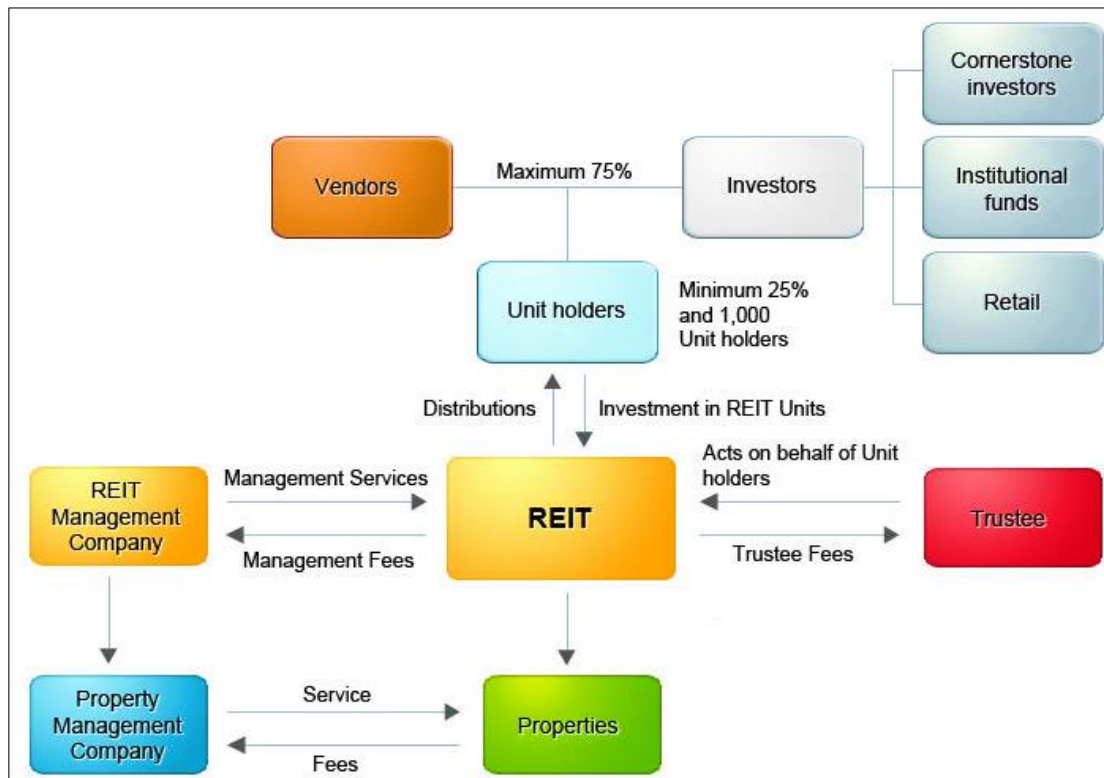 Cornerstone
investors
Vendors
Maximum 75%
Investors
Institutional
funds
Unit holders
Minimum 25%
and 1,000
Unit holders
Retail
Distributions
Investment in REIT Units
REIT
Management
Company
Management Services
Management Fees
REIT
Acts on behalf of Unit
holders
Trustee Fees
Trustee
Property
Management
Company
Service
Fees
Properties